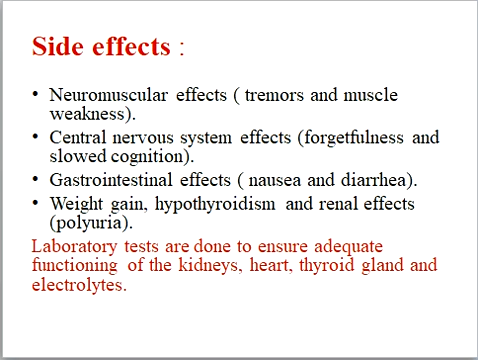 Side effects :
• Neuromuscular effects ( tremors and muscle
weakness).
• Central nervous system effects (forgetfulness and
slowed cognition).
• Gastrointestinal effects ( nausea and diarrhea).
• Weight gain, hypothyroidism and renal effects
(polyuria).
Laboratory tests are done to ensure adequate
functioning of the kidneys, heart, thyroid gland and
electrolytes.